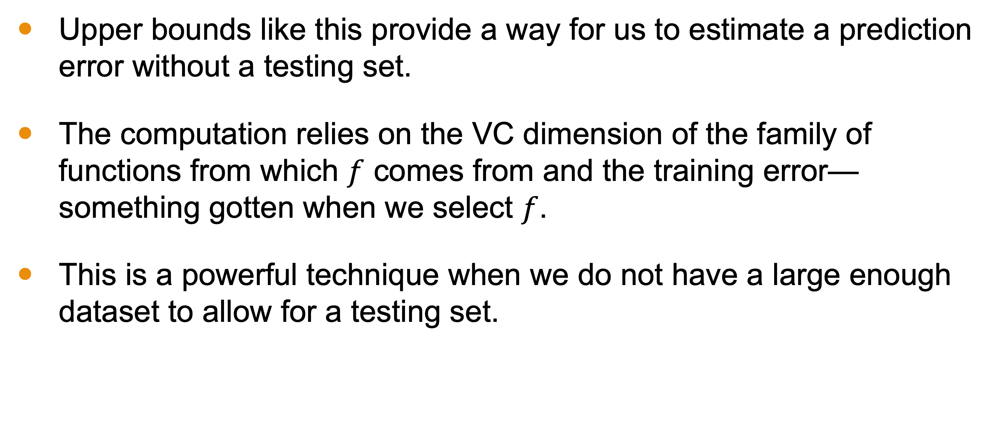 • Upper bounds like this provide a way for us to estimate a prediction
error without a testing set.
• The computation relies on the VC dimension of the family of
functions from which f comes from and the training error—
something gotten when we select f.
• This is a powerful technique when we do not have a large enough
dataset to allow for a testing set.